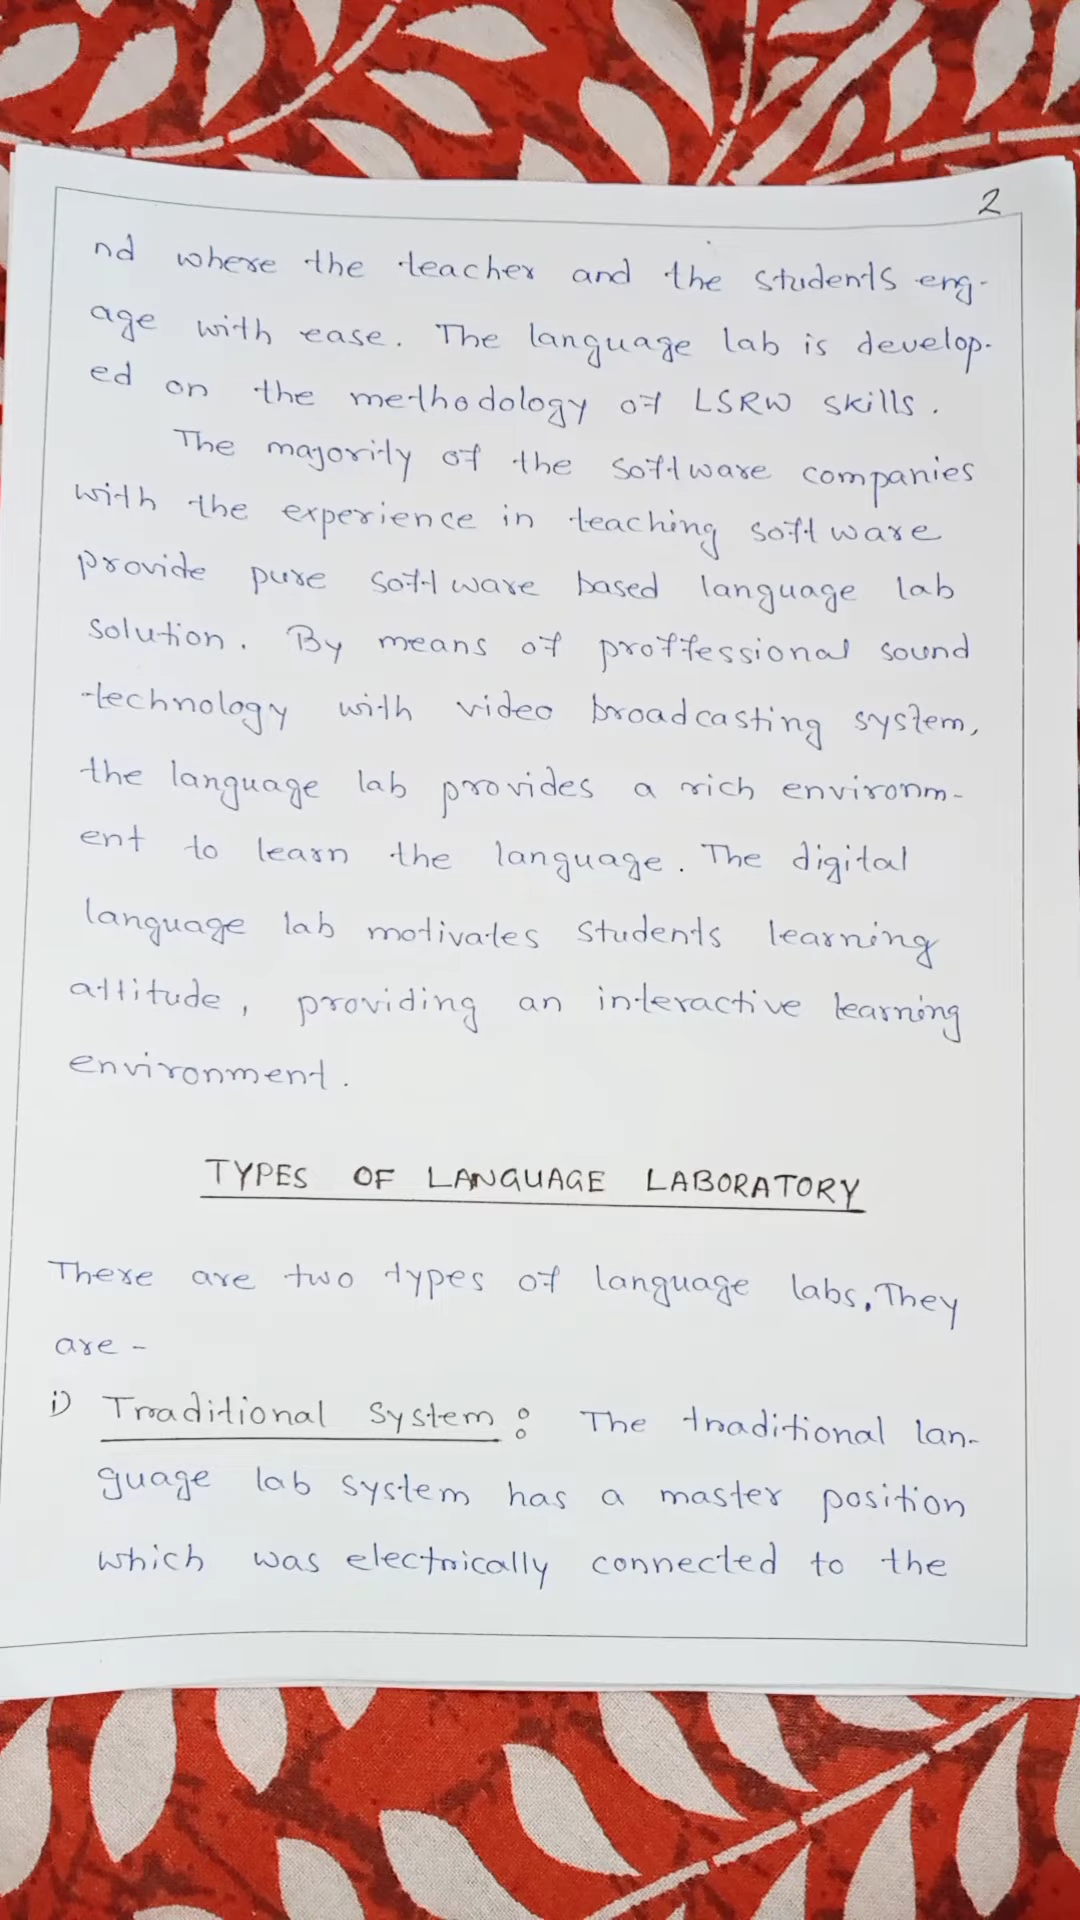 2
nd where the teacher and the students eng-
age with ease. The language lab is develop-
ed on the methodology of LSRW skills.
The majority of the software companies
with the experience in teaching software
provide pure software based language lab
solution. By means of proffessional sound
technology with video broadcasting system,
the language lab provides a rich environm-
ent to learn the language. The digital
language lab motivates students learning
attitude, providing an interactive learning
environment.
TYPES OF LANGUAGE LABORATORY
There are two types of language labs. They
are -
i) Traditional System : The traditional lan-
guage lab system has a master position
which was electrically connected to the